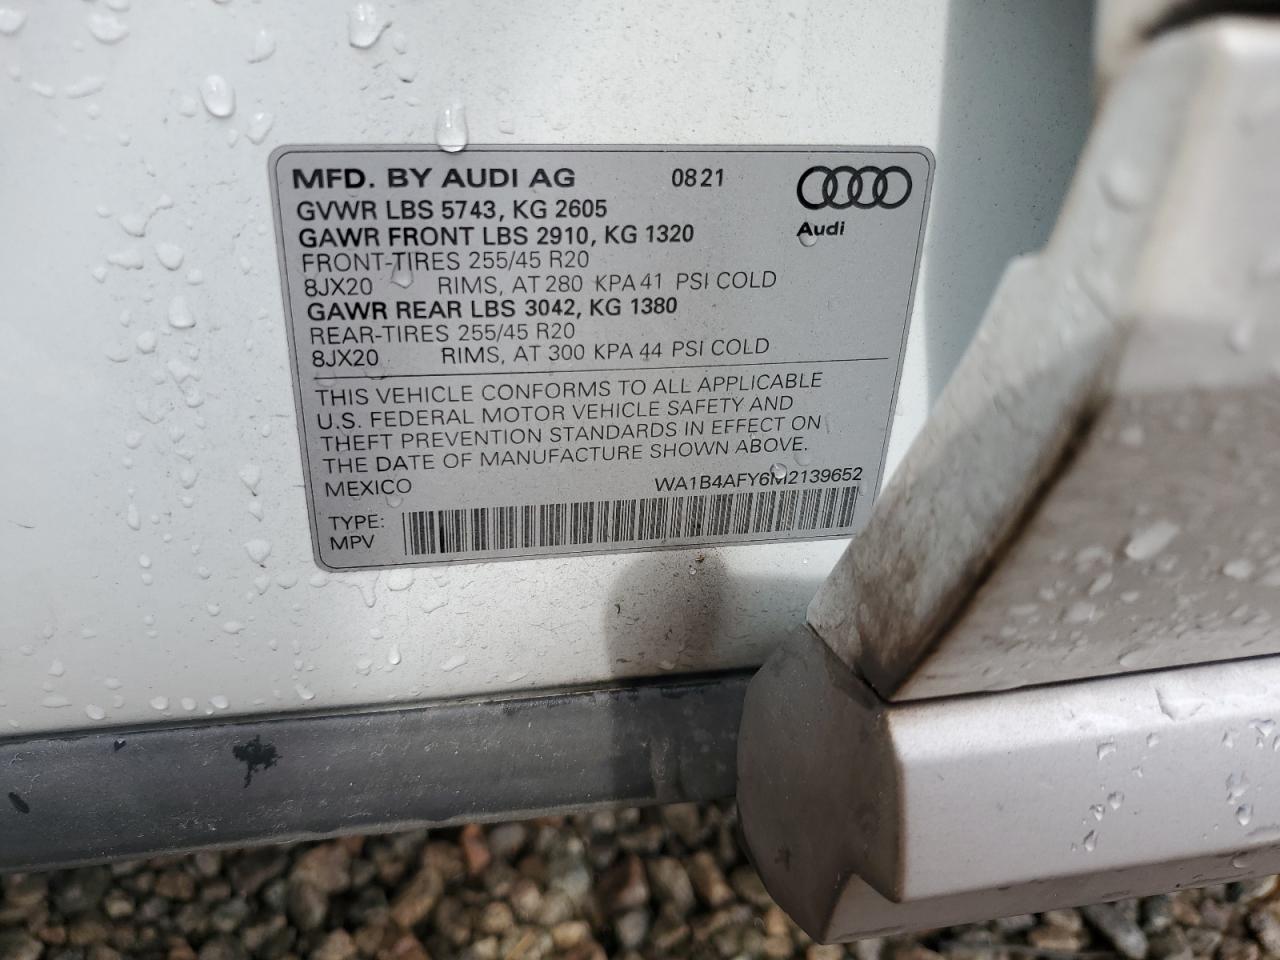 MFD. BY AUDI AG 0821
Audi
GVWR LBS 5743, KG 2605
GAWR FRONT LBS 2910, KG 1320
FRONT-TIRES 255/45 R20
8JX20 RIMS, AT 280 KPA 41 PSI COLD
GAWR REAR LBS 3042, KG 1380
REAR-TIRES 255/45 R20
8JX20 RIMS, AT 300 KPA 44 PSI COLD
THIS VEHICLE CONFORMS TO ALL APPLICABLE
U.S. FEDERAL MOTOR VEHICLE SAFETY AND
THEFT PREVENTION STANDARDS IN EFFECT ON
THE DATE OF MANUFACTURE SHOWN ABOVE.
MEXICO WA1B4AFY6M2139652
TYPE:
MPV